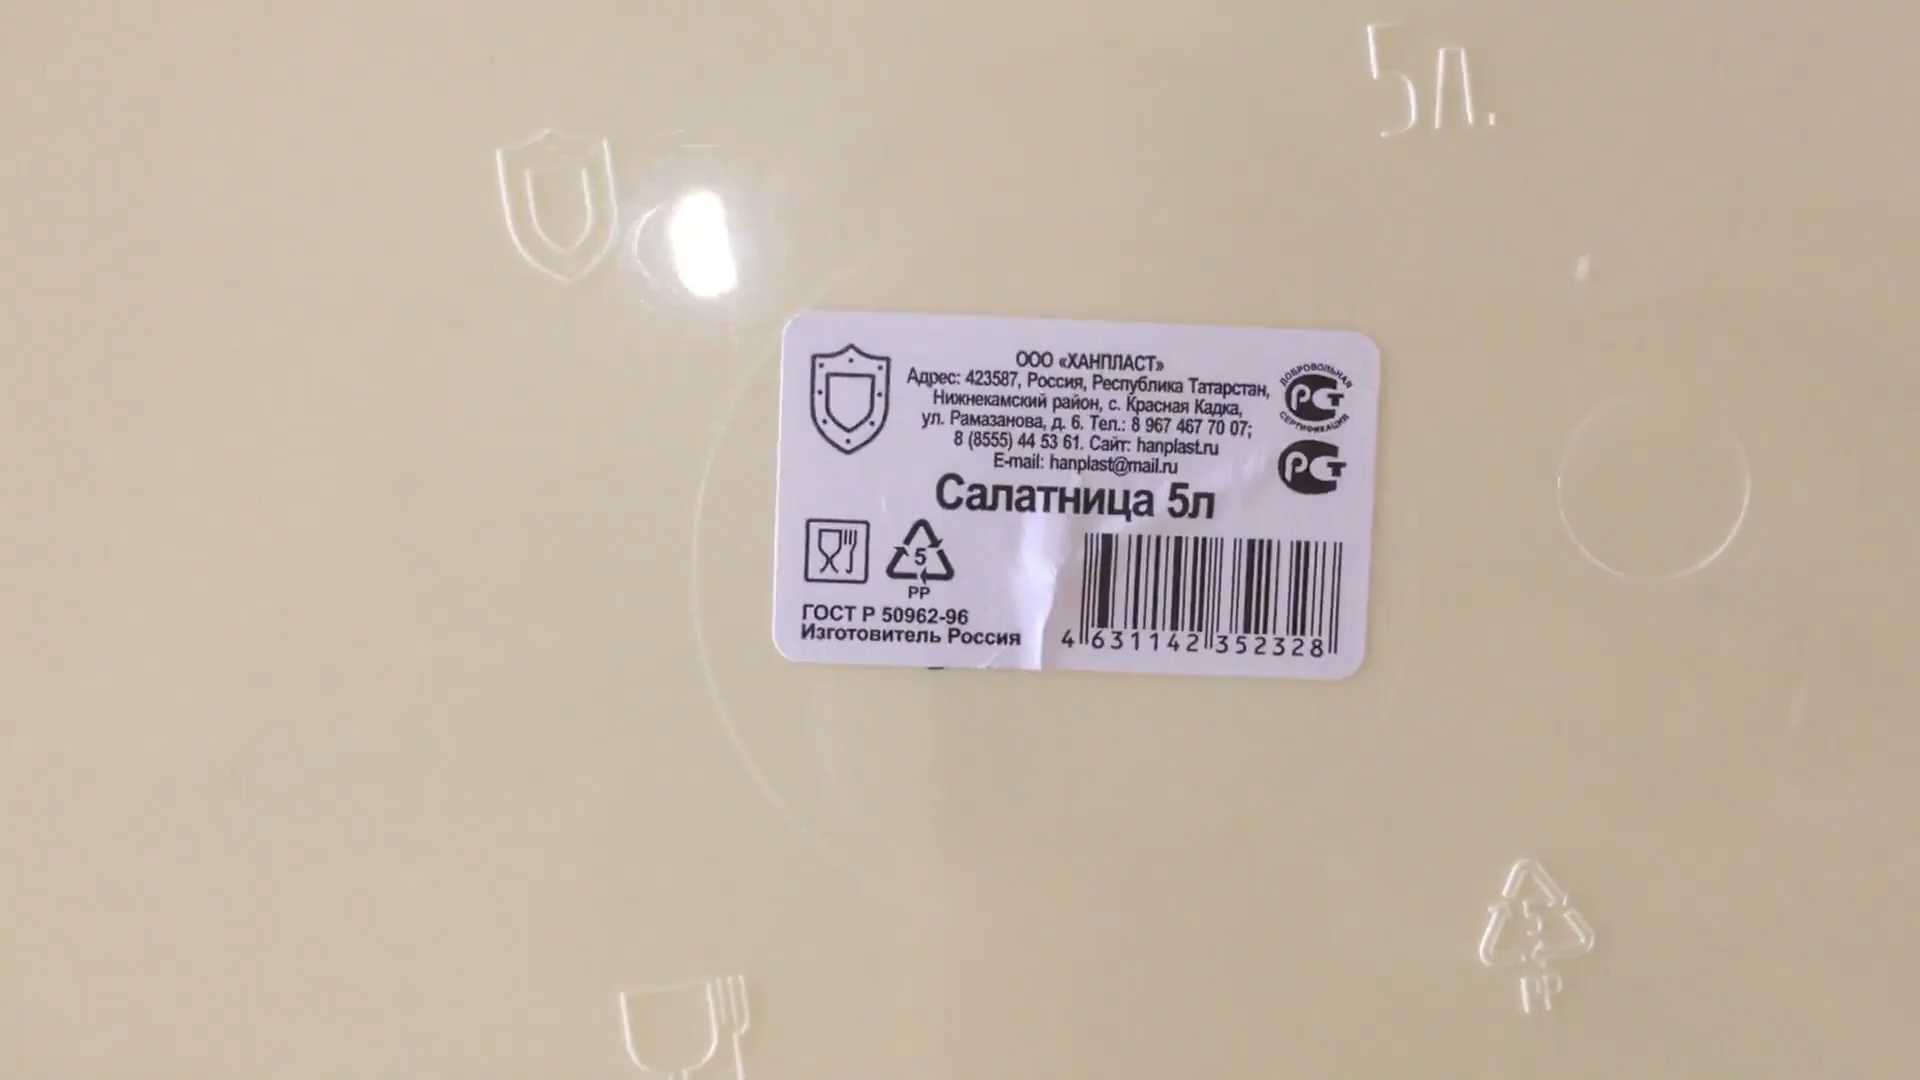 5л.
ООО «ХАНПЛАСТ»
Адрес: 423587, Россия, Республика Татарстан,
Нижнекамский район, с. Красная Кадка,
ул. Рамазанова, д. 6. Тел.: 8 967 467 70 07;
8 (8555) 44 53 61. Сайт: hanplast.ru
E-mail: hanplast@mail.ru
ДОБРОВОЛЬНАЯ
РСТ
СЕРТИФИКАЦИЯ
РСТ
Салатница 5л
5
PP
ГОСТ Р 50962-96
Изготовитель Россия
4 631142 352328
5
PP